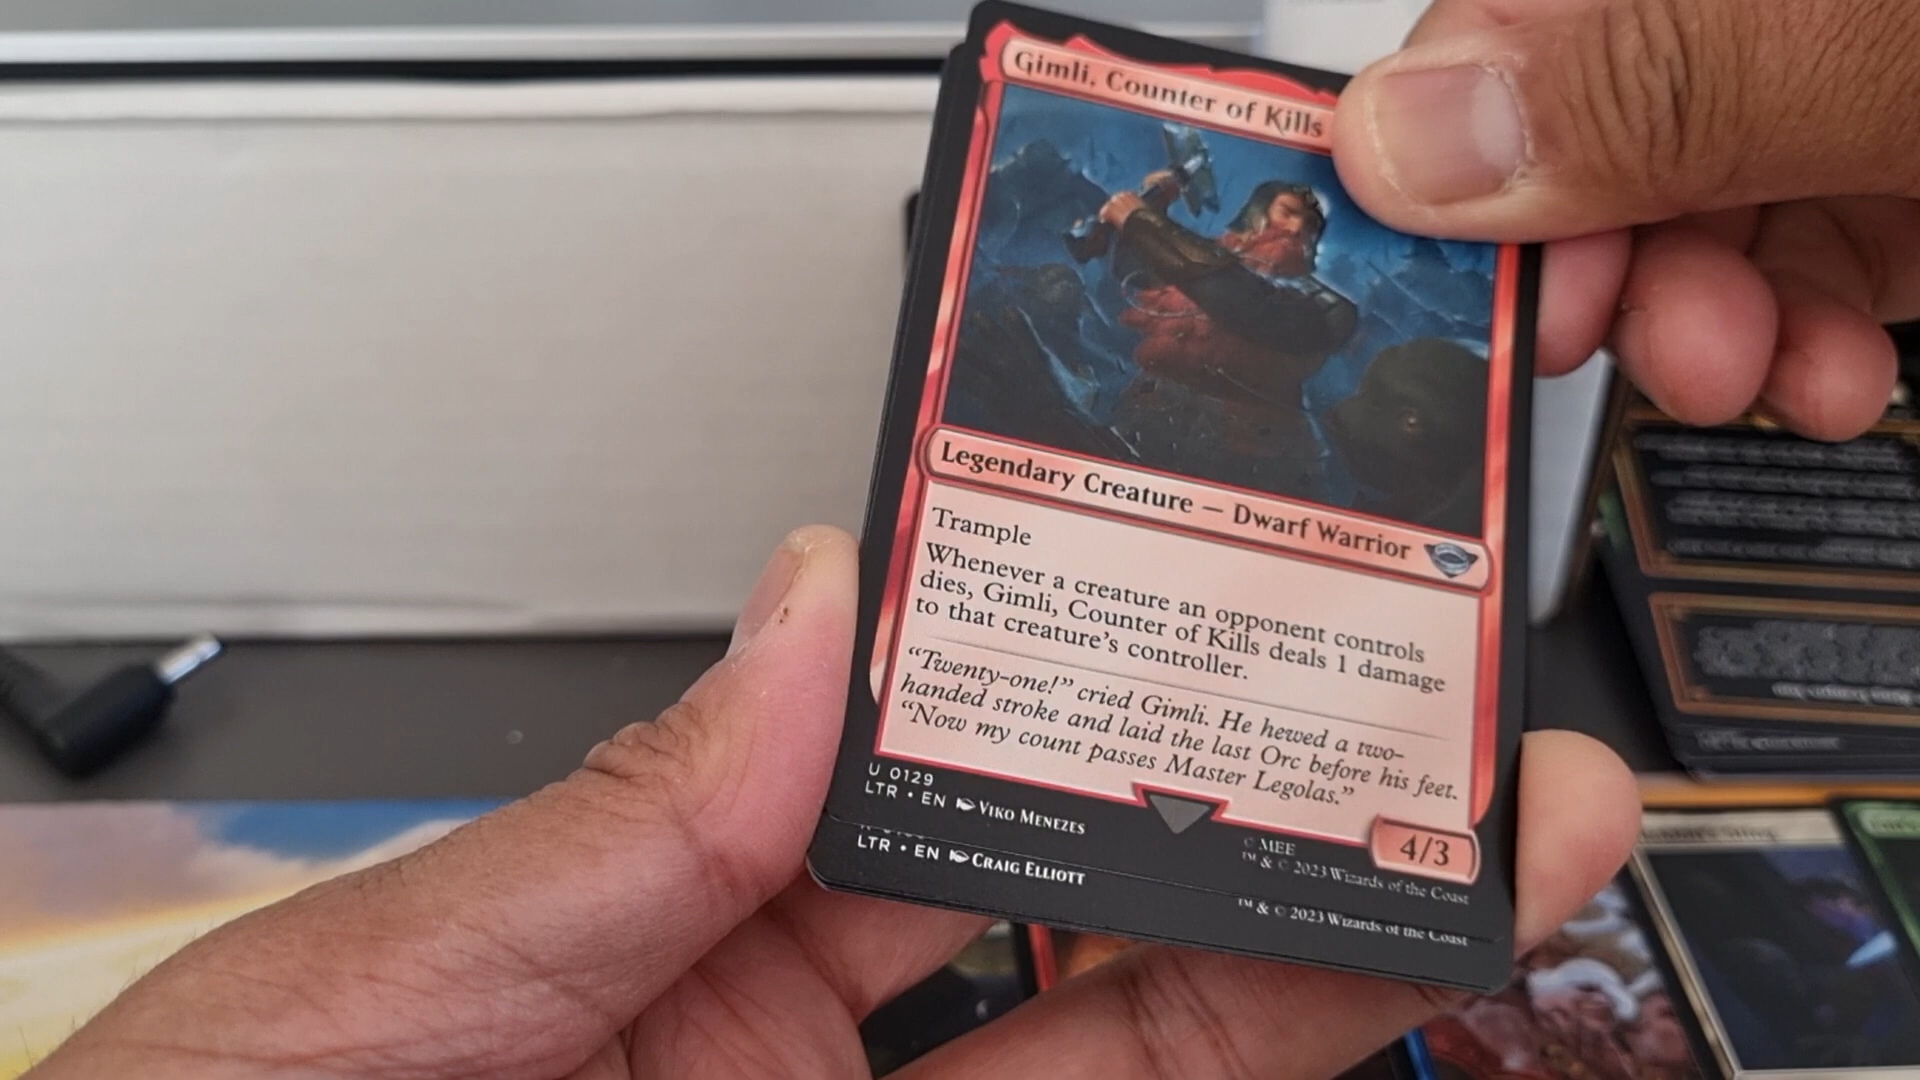 Gimli, Counter of Kills
Legendary Creature — Dwarf Warrior
Trample
Whenever a creature an opponent controls
dies, Gimli, Counter of Kills deals 1 damage
to that creature's controller.
“Twenty-one!” cried Gimli. He hewed a two-
handed stroke and laid the last Orc before his feet.
“Now my count passes Master Legolas.”
4/3
U 0129
LTR • EN VIKO MENEZES
© MEE
™ & © 2023 Wizards of the Coast
LTR • EN CRAIG ELLIOTT
™ & © 2023 Wizards of the Coast